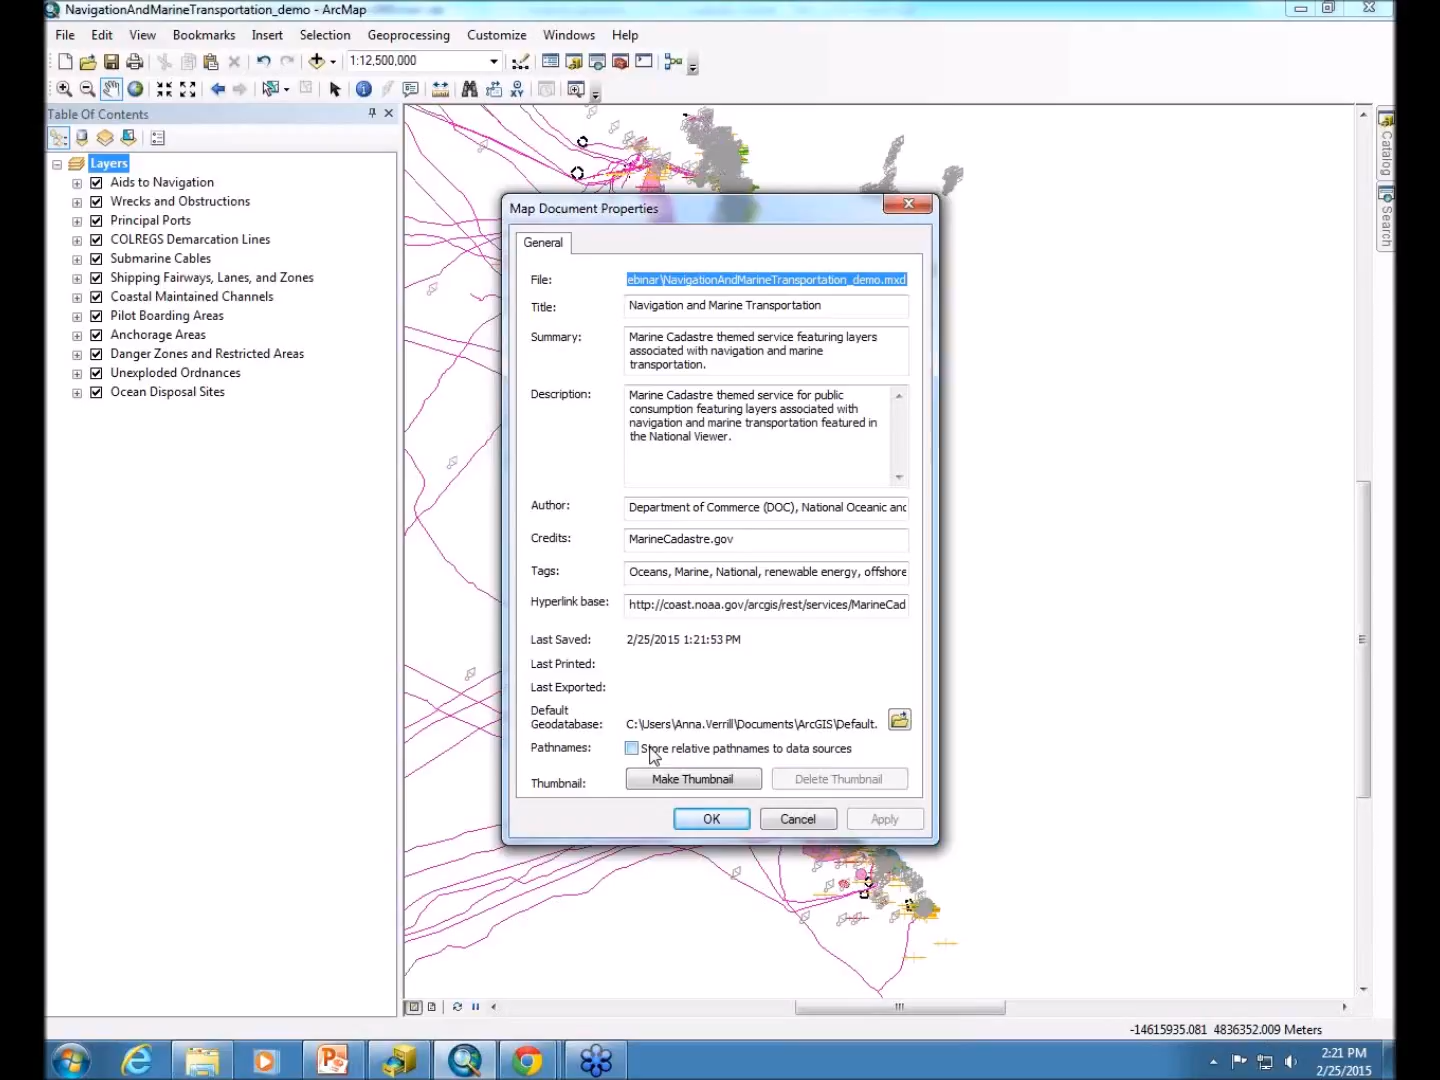 NavigationAndMarineTransportation_demo - ArcMap
File Edit View Bookmarks Insert Selection Geoprocessing Customize Windows Help
1:12,500,000
Table Of Contents
Layers
Aids to Navigation
Wrecks and Obstructions
Principal Ports
COLREGS Demarcation Lines
Submarine Cables
Shipping Fairways, Lanes, and Zones
Coastal Maintained Channels
Pilot Boarding Areas
Anchorage Areas
Danger Zones and Restricted Areas
Unexploded Ordnances
Ocean Disposal Sites
Map Document Properties
General
File: ebinar\NavigationAndMarineTransportation_demo.mxd
Title: Navigation and Marine Transportation
Summary: Marine Cadastre themed service featuring layers
associated with navigation and marine
transportation.
Description: Marine Cadastre themed service for public
consumption featuring layers associated with
navigation and marine transportation featured in
the National Viewer.
Author: Department of Commerce (DOC), National Oceanic and
Credits: MarineCadastre.gov
Tags: Oceans, Marine, National, renewable energy, offshore
Hyperlink base: http://coast.noaa.gov/arcgis/rest/services/MarineCad
Last Saved: 2/25/2015 1:21:53 PM
Last Printed:
Last Exported:
Default
Geodatabase: C:\Users\Anna.Verrill\Documents\ArcGIS\Default.
Pathnames: Store relative pathnames to data sources
Thumbnail: Make Thumbnail Delete Thumbnail
OK Cancel Apply
Catalog
Search
-14615935.081 4836352.009 Meters
2:21 PM
2/25/2015